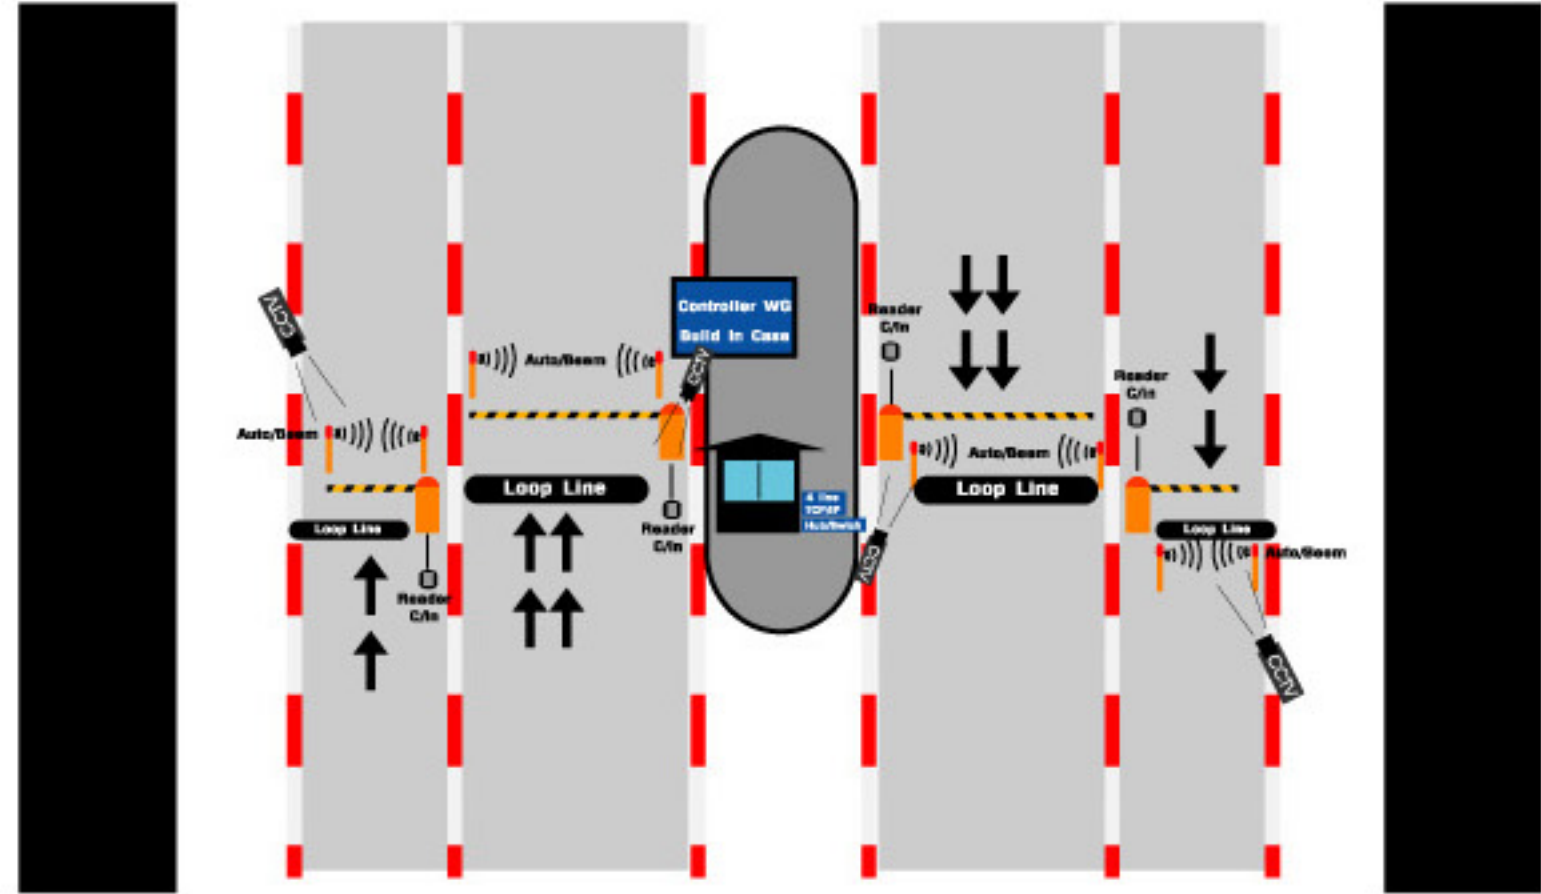 Controller WG
Build In Case
Reader
C/In
CCTV
CCTV
Auto/Beam
Reader
C/In
Auto/Beam
Auto/Beam
Loop Line
Loop Line
Loop Line
4 line
TCP/IP
Hub/Swich
Loop Line
Reader
C/In
CCTV
Auto/Beam
Reader
C/In
CCTV